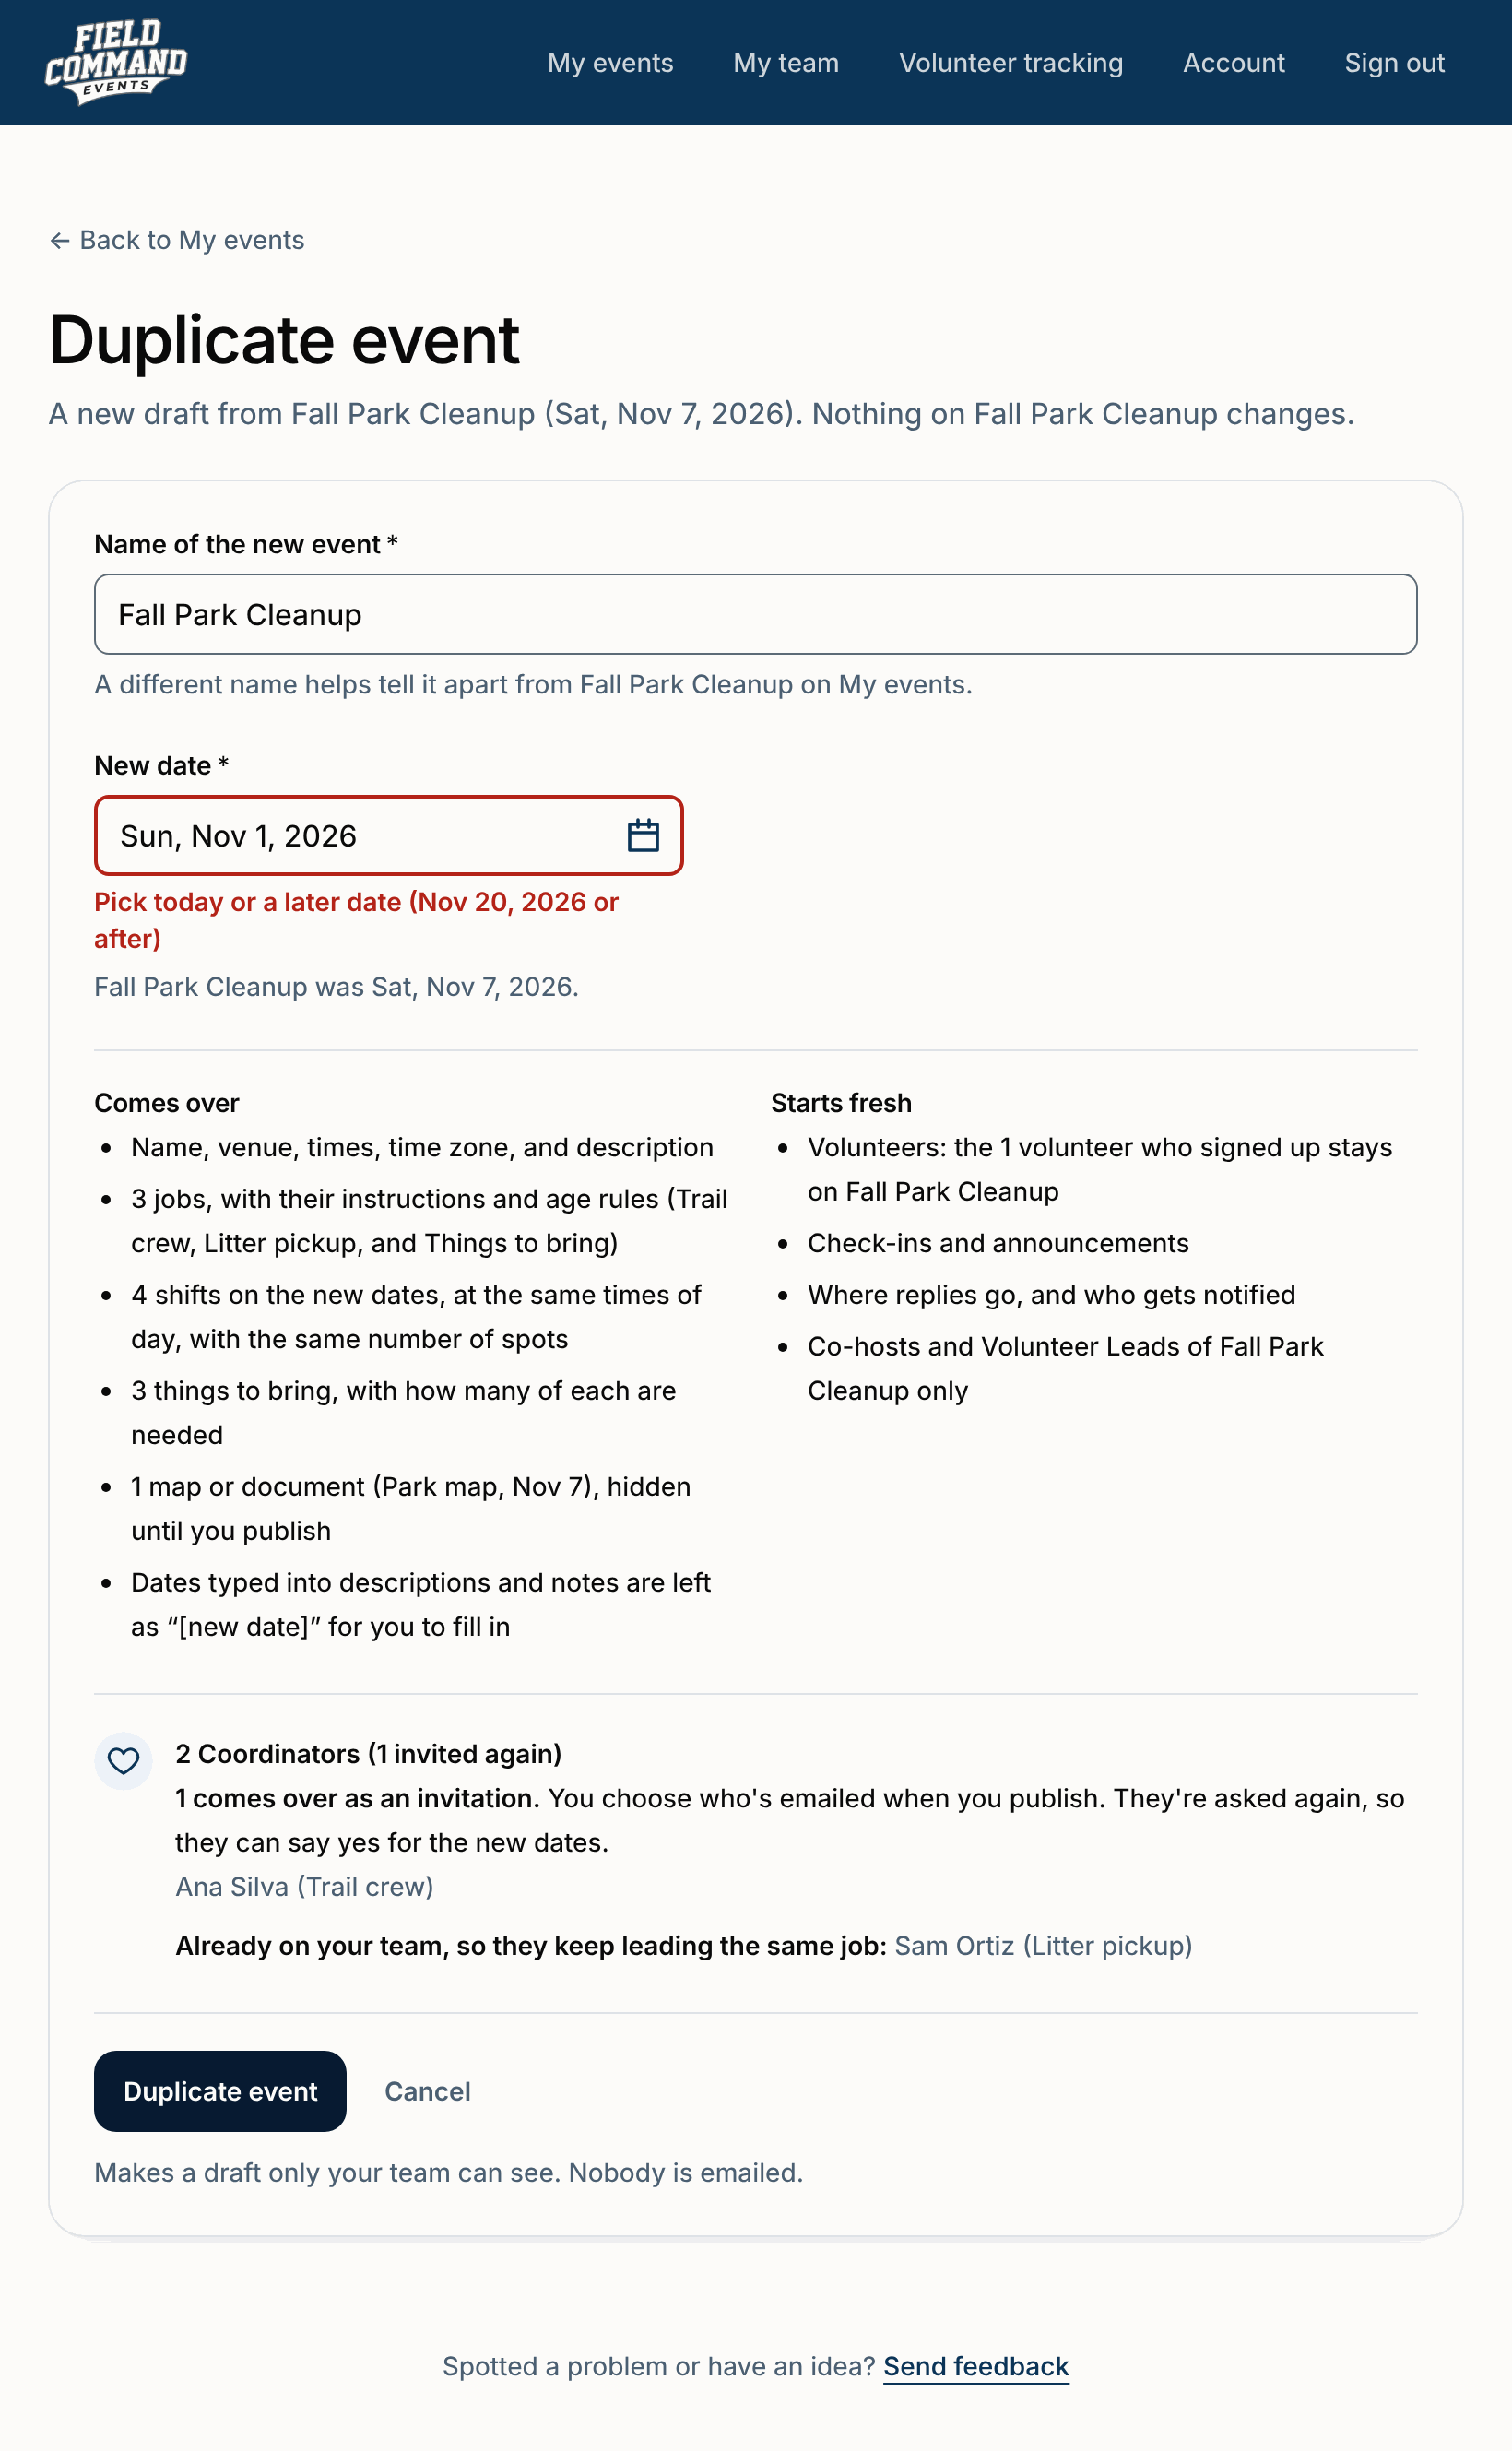 FIELD
COMMAND
EVENTS
My events
My team
Volunteer tracking
Account
Sign out
← Back to My events
Duplicate event
A new draft from Fall Park Cleanup (Sat, Nov 7, 2026). Nothing on Fall Park Cleanup changes.
Name of the new event *
Fall Park Cleanup
A different name helps tell it apart from Fall Park Cleanup on My events.
New date *
Sun, Nov 1, 2026
Pick today or a later date (Nov 20, 2026 or
after)
Fall Park Cleanup was Sat, Nov 7, 2026.
Comes over
• Name, venue, times, time zone, and description
• 3 jobs, with their instructions and age rules (Trail
crew, Litter pickup, and Things to bring)
• 4 shifts on the new dates, at the same times of
day, with the same number of spots
• 3 things to bring, with how many of each are
needed
• 1 map or document (Park map, Nov 7), hidden
until you publish
• Dates typed into descriptions and notes are left
as “[new date]” for you to fill in
Starts fresh
• Volunteers: the 1 volunteer who signed up stays
on Fall Park Cleanup
• Check-ins and announcements
• Where replies go, and who gets notified
• Co-hosts and Volunteer Leads of Fall Park
Cleanup only
2 Coordinators (1 invited again)
1 comes over as an invitation. You choose who's emailed when you publish. They're asked again, so
they can say yes for the new dates.
Ana Silva (Trail crew)
Already on your team, so they keep leading the same job: Sam Ortiz (Litter pickup)
Duplicate event
Cancel
Makes a draft only your team can see. Nobody is emailed.
Spotted a problem or have an idea? Send feedback